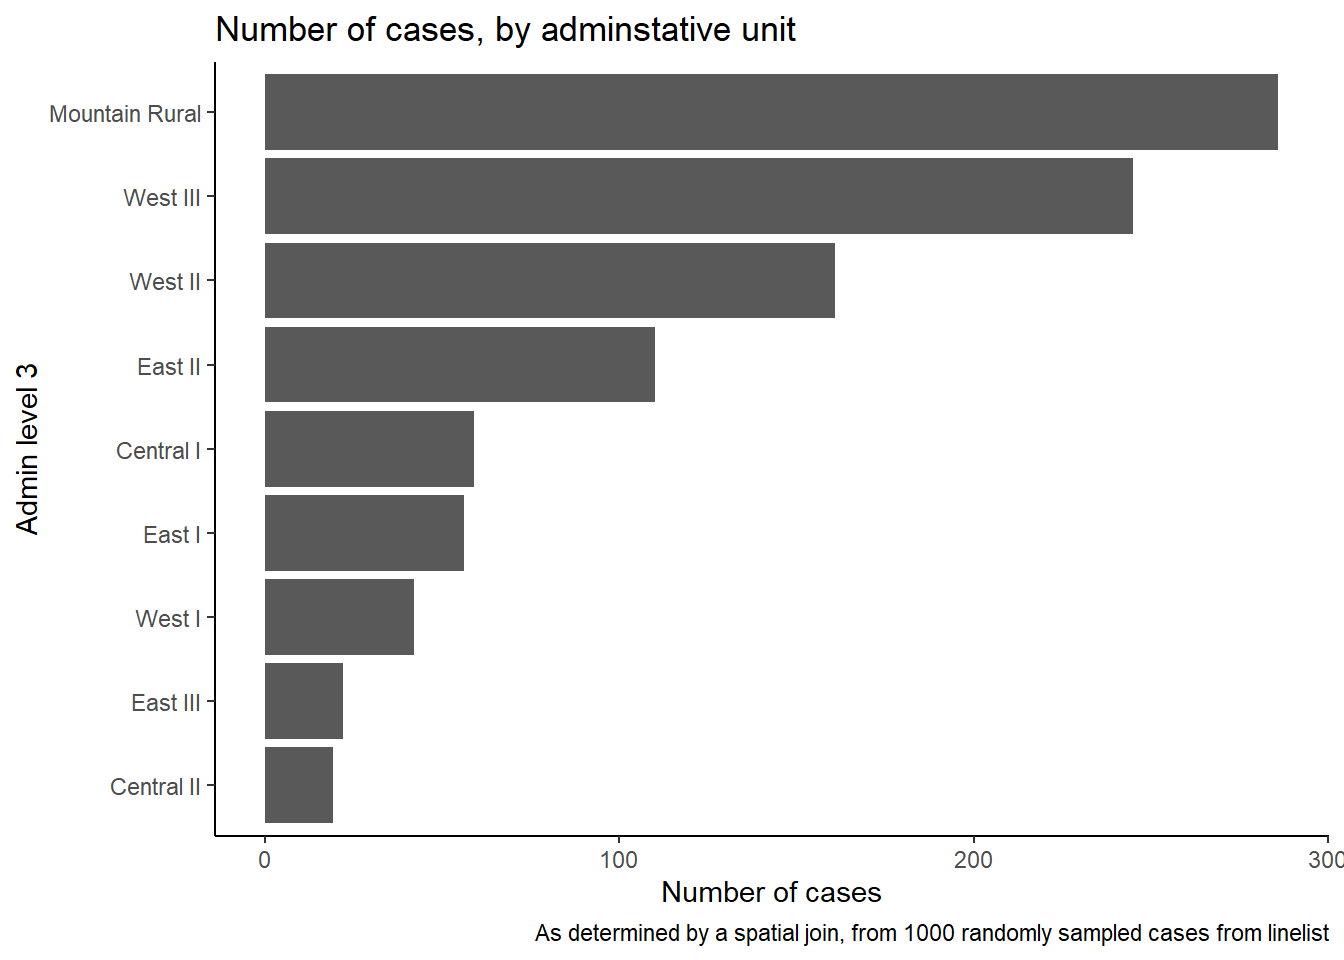 Number of cases, by adminstative unit
Mountain Rural
West III
West II
East II
Central I
East I
West I
East III
Central II
Admin level 3
0 100 200 300
Number of cases
As determined by a spatial join, from 1000 randomly sampled cases from linelist